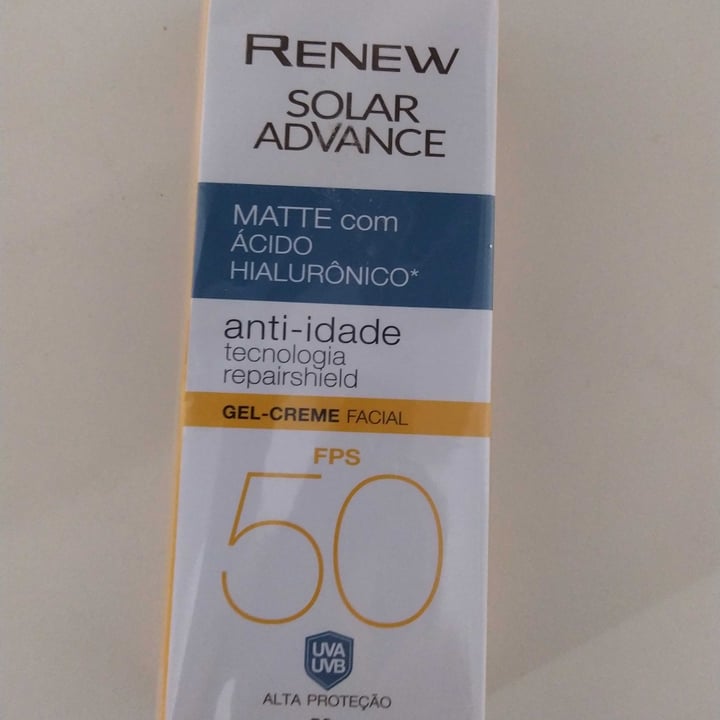 RENEW
SOLAR
ADVANCE
MATTE com
ÁCIDO
HIALURÔNICO*
anti-idade
tecnologia
repairshield
GEL-CREME FACIAL
FPS
50
UVA
UVB
ALTA PROTEÇÃO